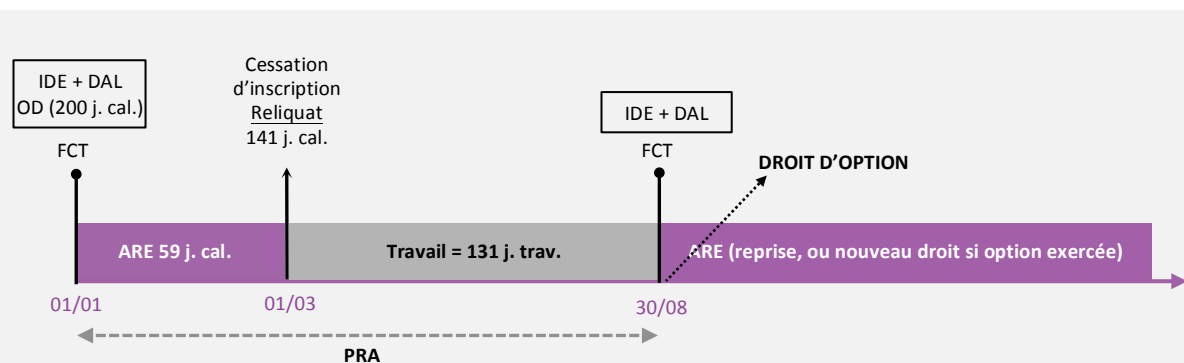 IDE + DAL
OD (200 j. cal.)
FCT
Cessation
d’inscription
Reliquat
141 j. cal.
IDE + DAL
FCT
DROIT D’OPTION
ARE 59 j. cal.
Travail = 131 j. trav.
ARE (reprise, ou nouveau droit si option exercée)
01/01
01/03
30/08
PRA